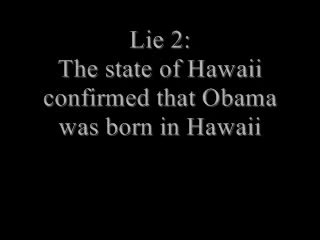 Lie 2:
The state of Hawaii
confirmed that Obama
was born in Hawaii